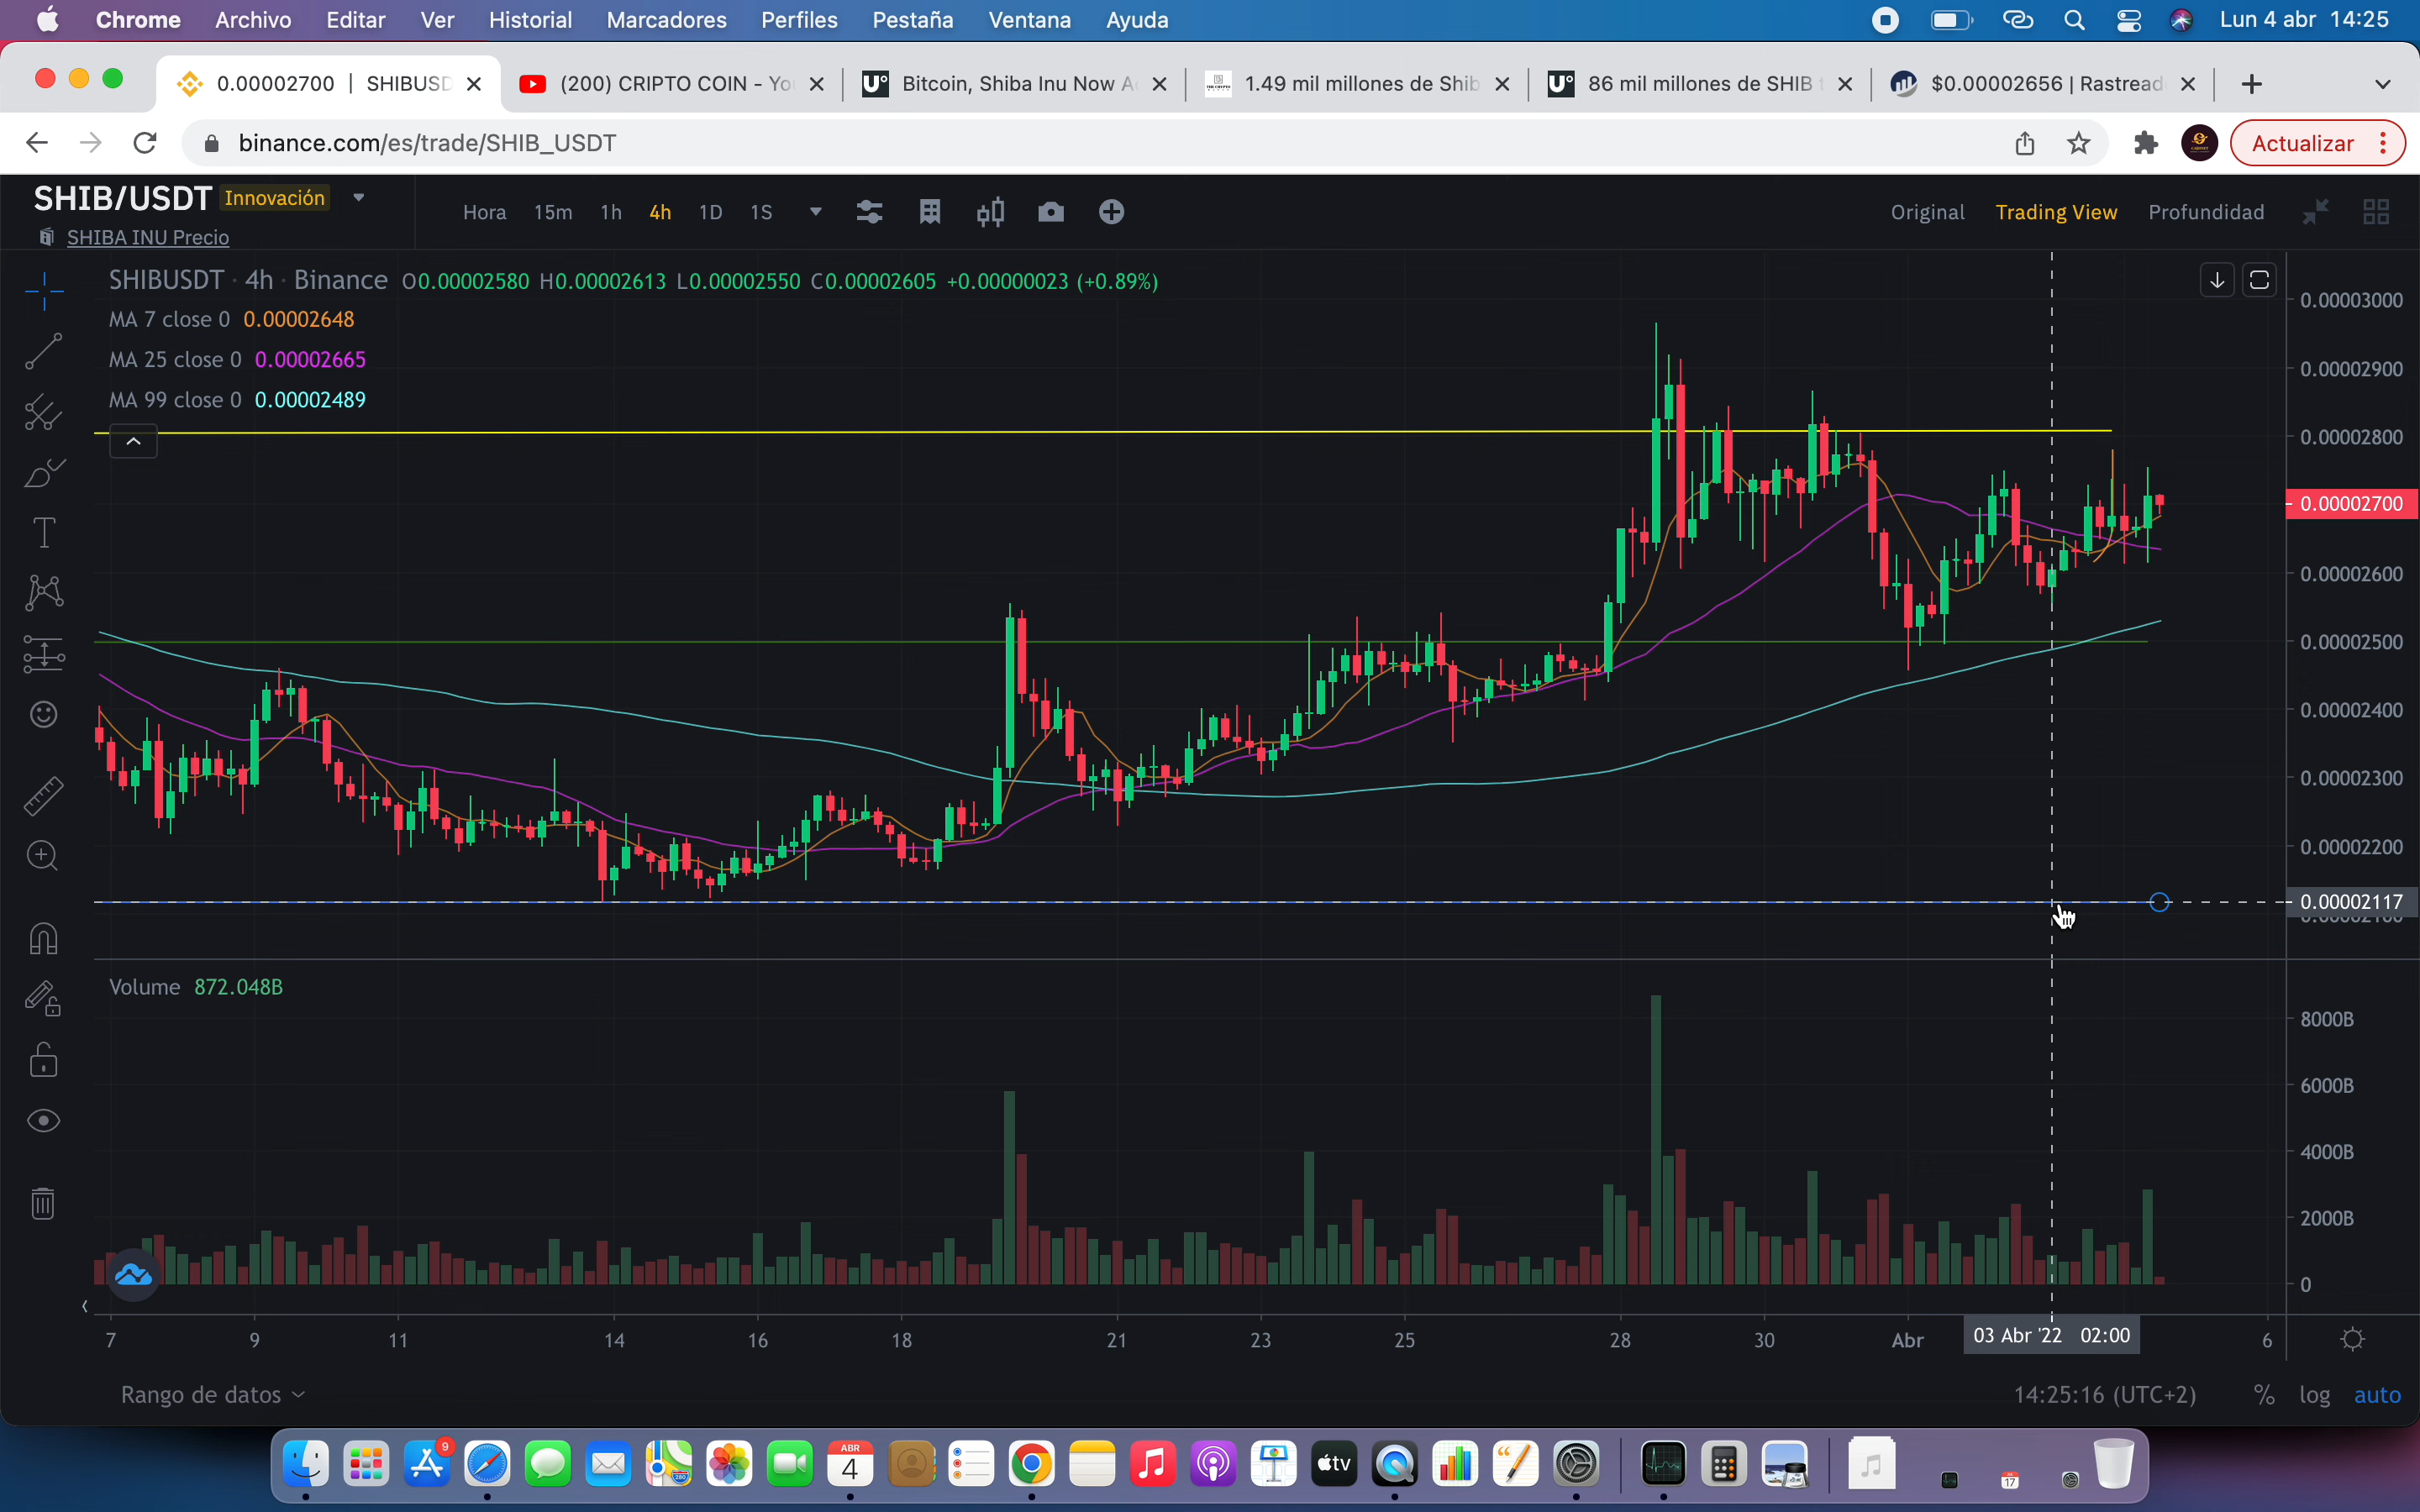 Chrome Archivo Editar Ver Historial Marcadores Perfiles Pestaña Ventana Ayuda Lun 4 abr 14:25
0.00002700 | SHIBUSD (200) CRIPTO COIN - Yo Bitcoin, Shiba Inu Now A 1.49 mil millones de Shib 86 mil millones de SHIB $0.00002656 | Rastread
binance.com/es/trade/SHIB_USDT Actualizar
SHIB/USDT Innovación
SHIBA INU Precio
Hora 15m 1h 4h 1D 1S Original Trading View Profundidad
SHIBUSDT · 4h · Binance O0.00002580 H0.00002613 L0.00002550 C0.00002605 +0.00000023 (+0.89%)
MA 7 close 0 0.00002648
MA 25 close 0 0.00002665
MA 99 close 0 0.00002489
0.00003000
0.00002900
0.00002800
0.00002700
0.00002600
0.00002500
0.00002400
0.00002300
0.00002200
0.00002117
Volume 872.048B
8000B
6000B
4000B
2000B
0
7 9 11 14 16 18 21 23 25 28 30 Abr 03 Abr '22 02:00 6
Rango de datos 14:25:16 (UTC+2) % log auto
9
ABR
4
280
tv
17